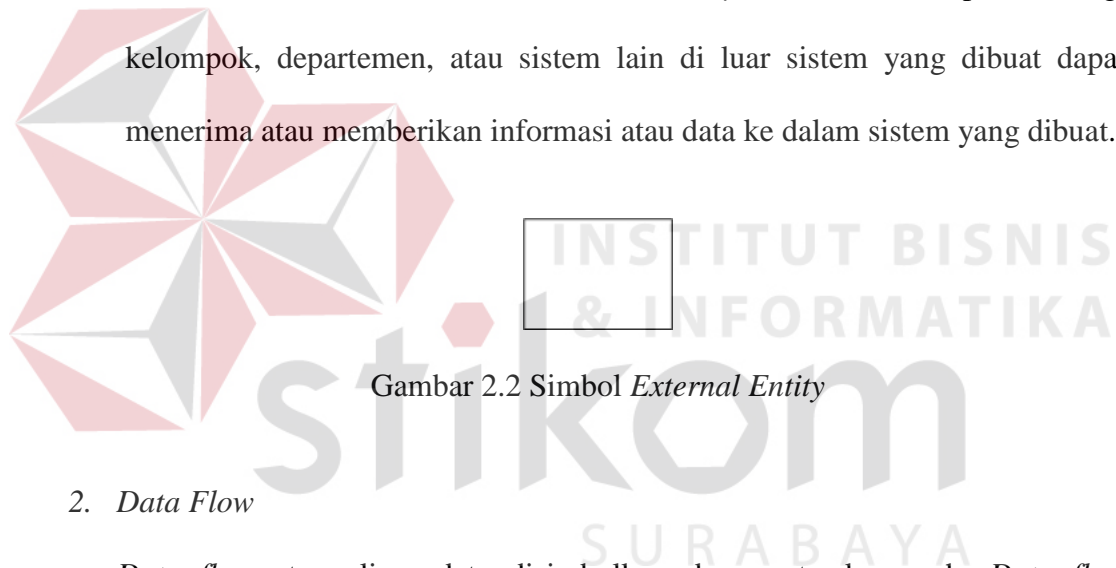 kelompok, departemen, atau sistem lain di luar sistem yang dibuat dapa
menerima atau memberikan informasi atau data ke dalam sistem yang dibuat.
INSTITUT BISNIS
& INFORMATIKA
stikom
Gambar 2.2 Simbol External Entity
2. Data Flow
SURABAYA